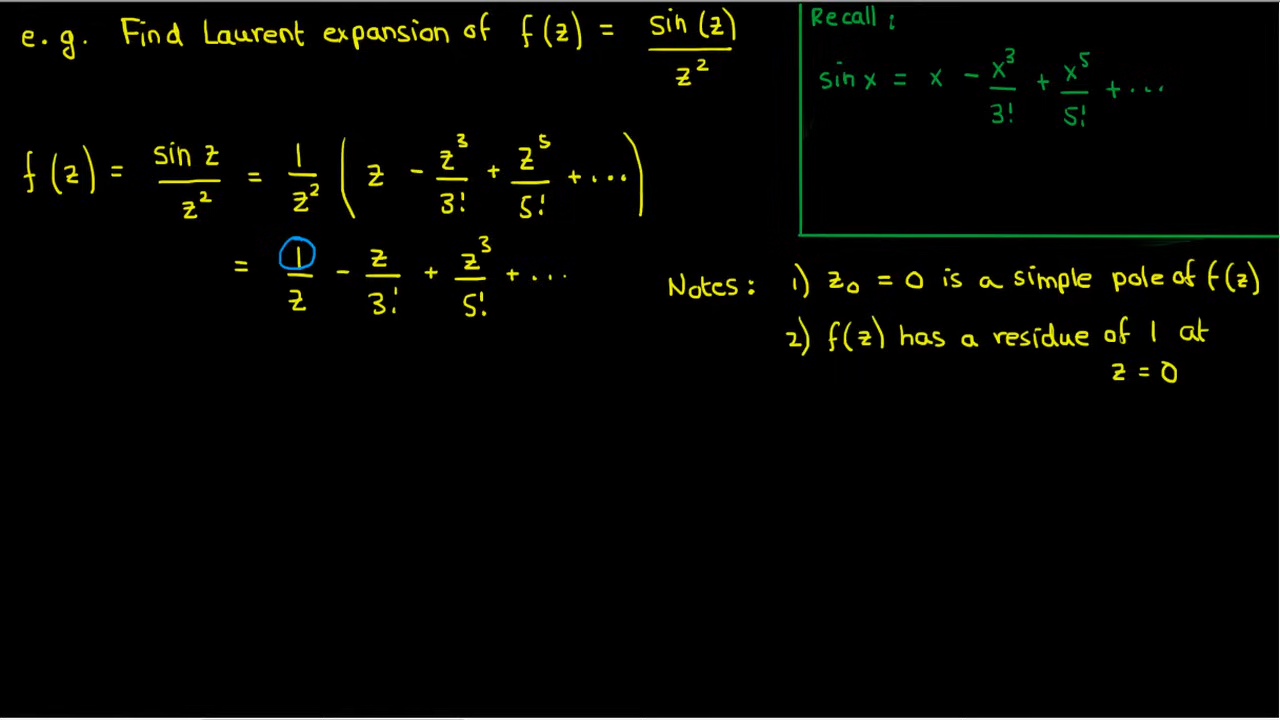 e.g. Find Laurent expansion of f(z) = sin(z)/z²
Recall:
sin x = x - x³/3! + x⁵/5! + ...
f(z) = sin z/z² = 1/z² (z - z³/3! + z⁵/5! + ...)
= 1/z - z/3! + z³/5! + ...
Notes: 1) z₀ = 0 is a simple pole of f(z)
2) f(z) has a residue of 1 at
z = 0